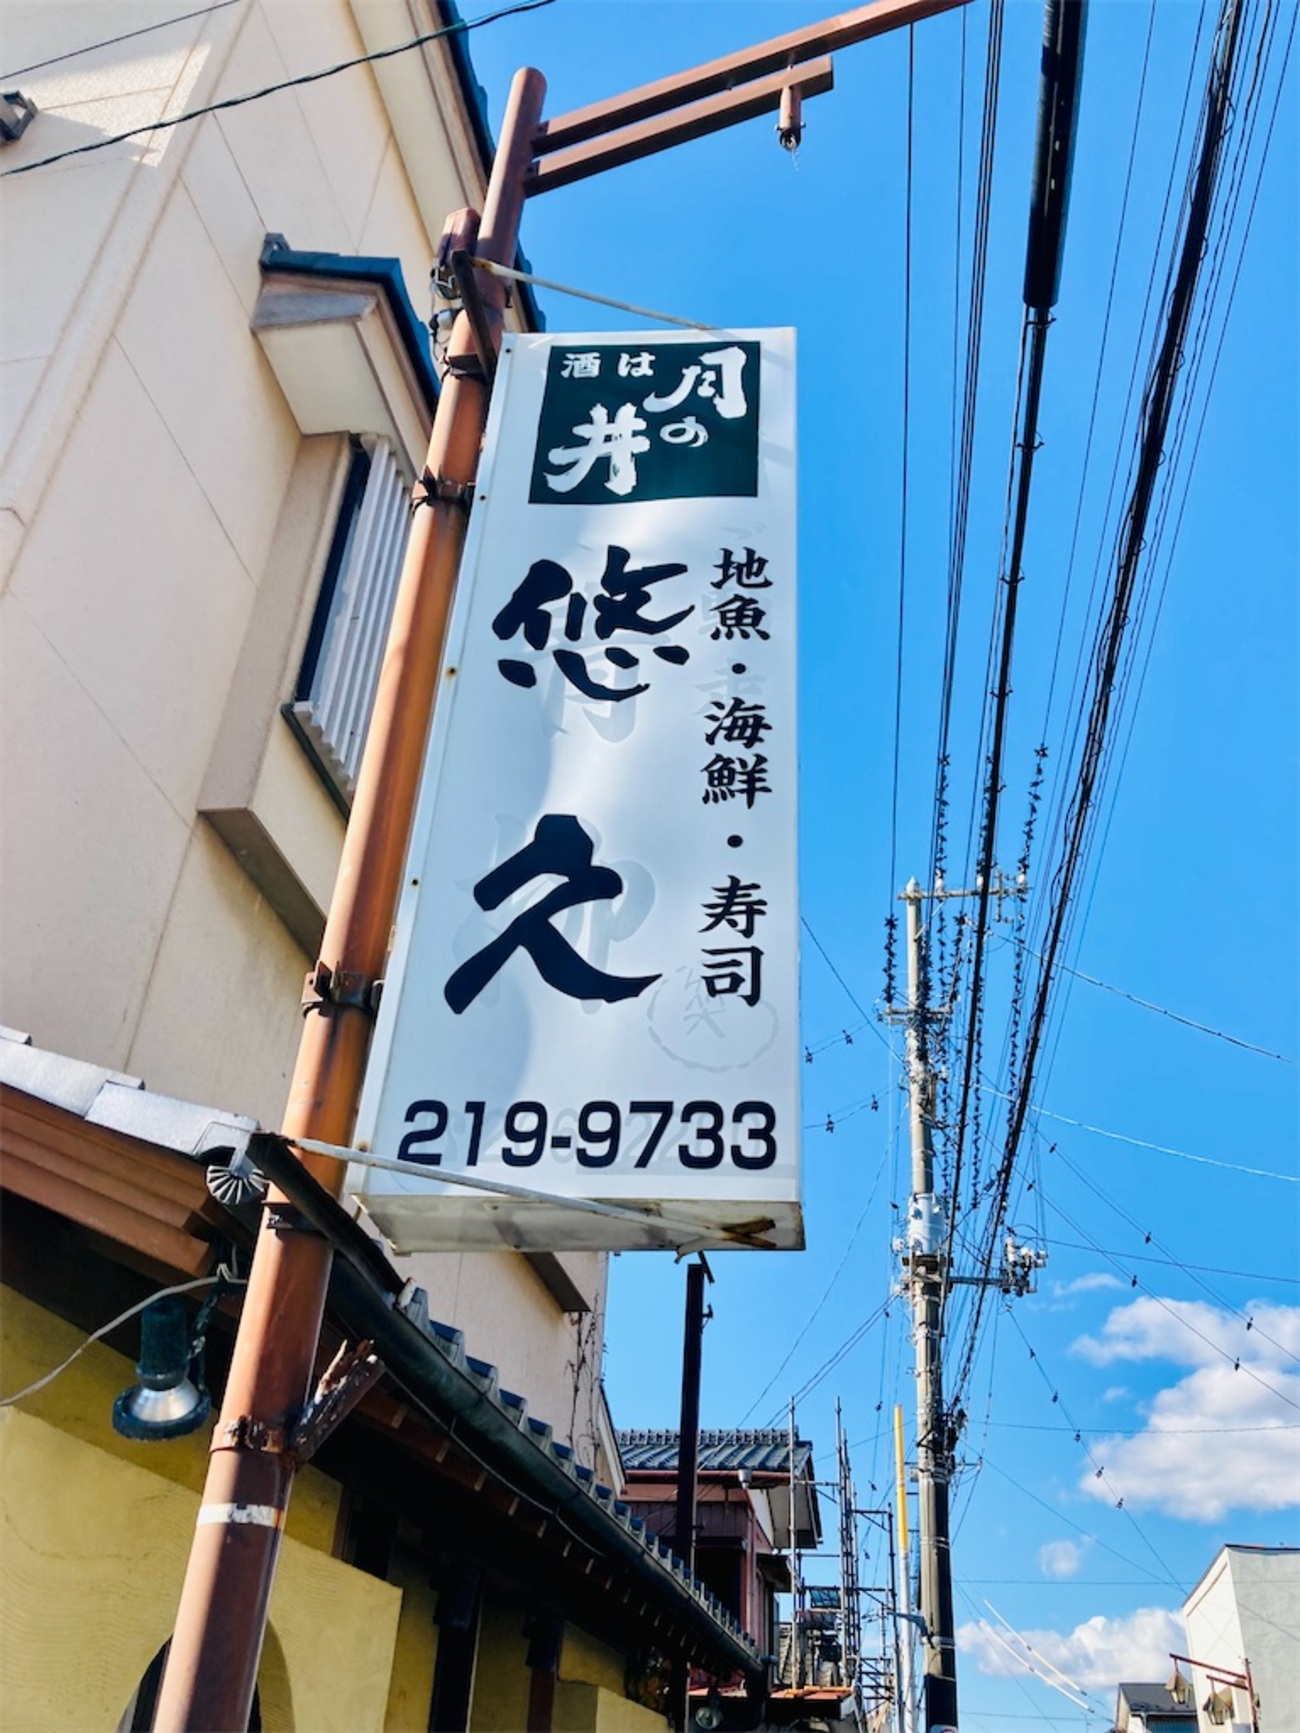 酒は
月の
井
地魚・海鮮・寿司
悠久
219-9733